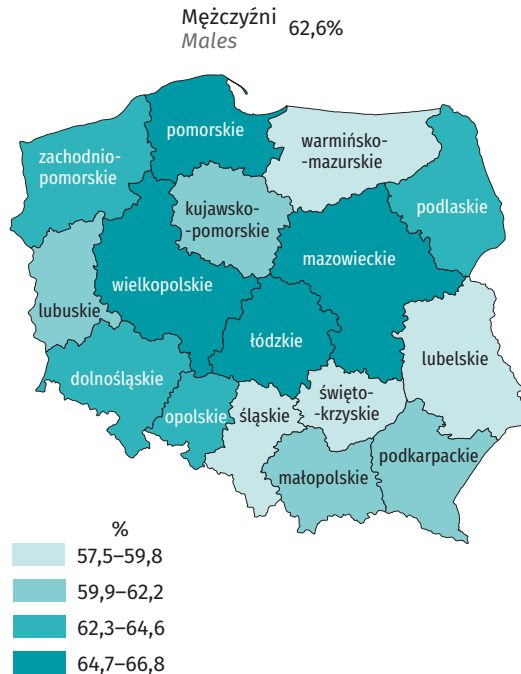 Mężczyźni
Males
62,6%
pomorskie
warmińsko-
-mazurskie
zachodnio-
pomorskie
podlaskie
kujawsko-
-pomorskie
mazowieckie
wielkopolskie
lubuskie
łódzkie
lubelskie
dolnośląskie
święto-
-krzyskie
opolskie
śląskie
podkarpackie
małopolskie
%
57,5–59,8
59,9–62,2
62,3–64,6
64,7–66,8